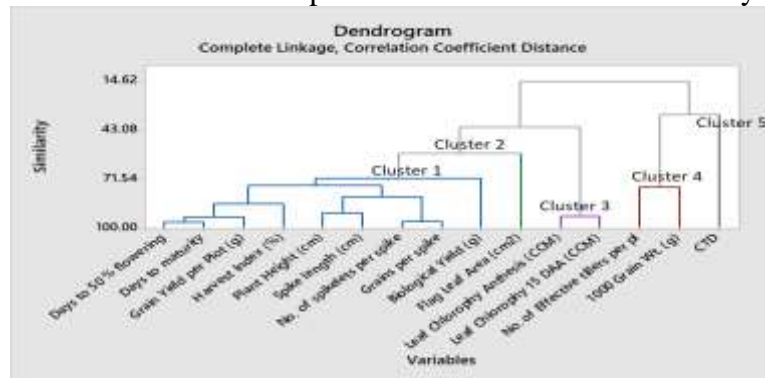 Dendrogram
Complete Linkage, Correlation Coefficient Distance
14.62
43.08
71.54
100.00
Similarity
Cluster 1
Cluster 2
Cluster 3
Cluster 4
Cluster 5
Days to 50% flowering
Days to maturity
Grain Yield per Plot (g)
Harvest Index (%)
Plant Height (cm)
Spike length (cm)
No. of spikelets per spike
Grains per spike
Biological Yield (g)
Flag Leaf Area (cm2)
Leaf Chlorophy Anthesis (CCM)
Leaf Chlorophy 15 DAA (CCM)
No. of Effective tillers per pl
1000 Grain Wt. (g)
CTD
Variables